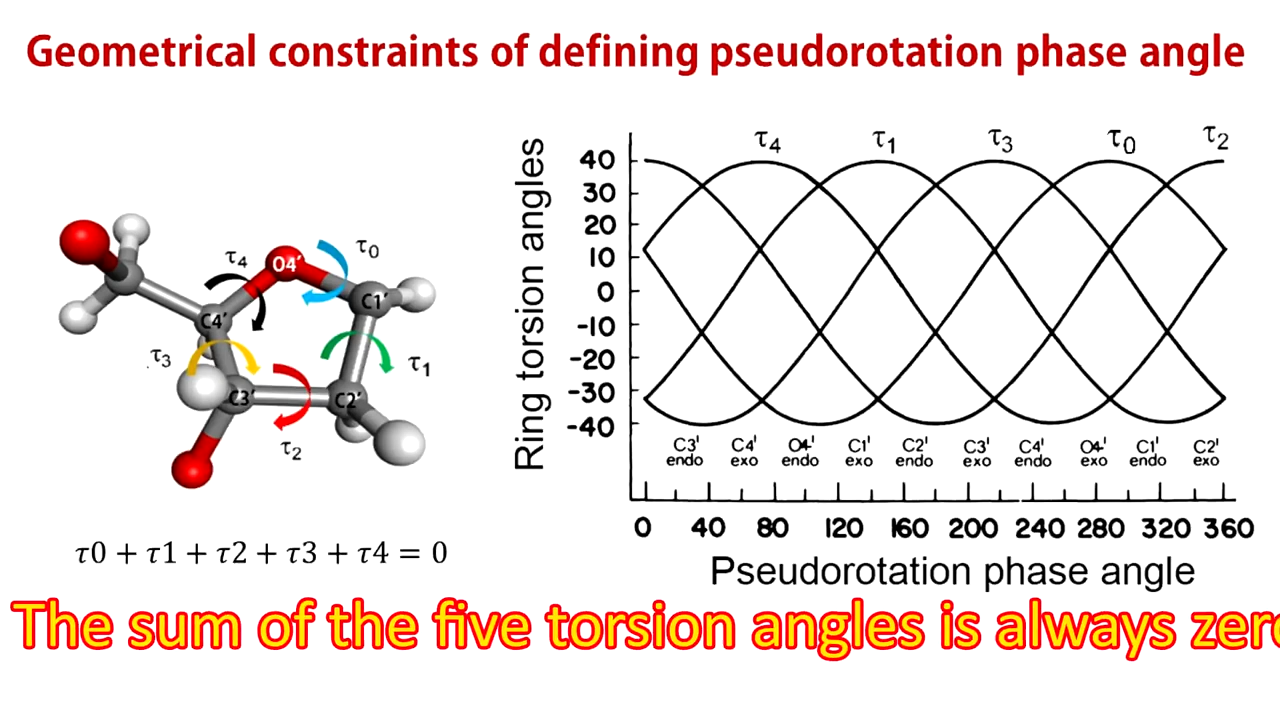 Geometrical constraints of defining pseudorotation phase angle
τ4
O4′
τ0
C1′
C4′
τ3
τ1
C3′
C2′
τ2
τ0 + τ1 + τ2 + τ3 + τ4 = 0
Ring torsion angles
τ4 τ1 τ3 τ0 τ2
40
30
20
10
0
-10
-20
-30
-40
C3' C4' O4' C1' C2' C3' C4' O4' C1' C2'
endo exo endo exo endo exo endo exo endo exo
0 40 80 120 160 200 240 280 320 360
Pseudorotation phase angle
The sum of the five torsion angles is always zero